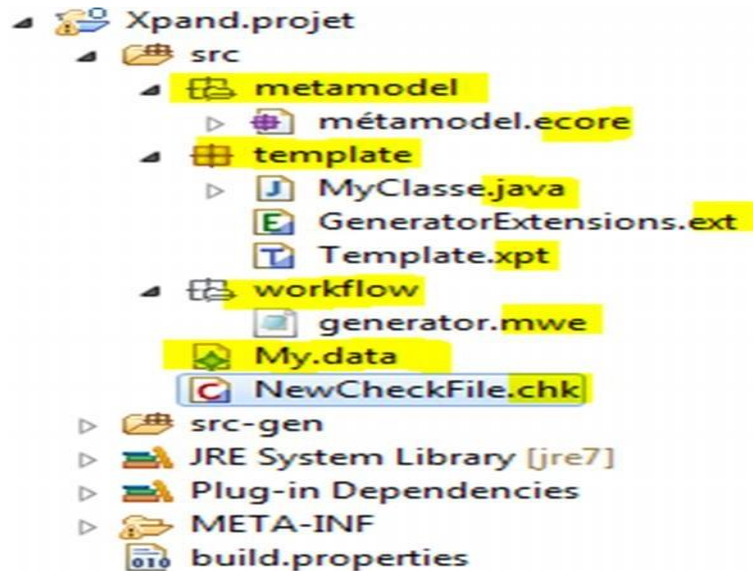 Xpand.projet
src
metamodel
métamodel.ecore
template
MyClasse.java
GeneratorExtensions.ext
Template.xpt
workflow
generator.mwe
My.data
NewCheckFile.chk
src-gen
JRE System Library [jre7]
Plug-in Dependencies
META-INF
build.properties